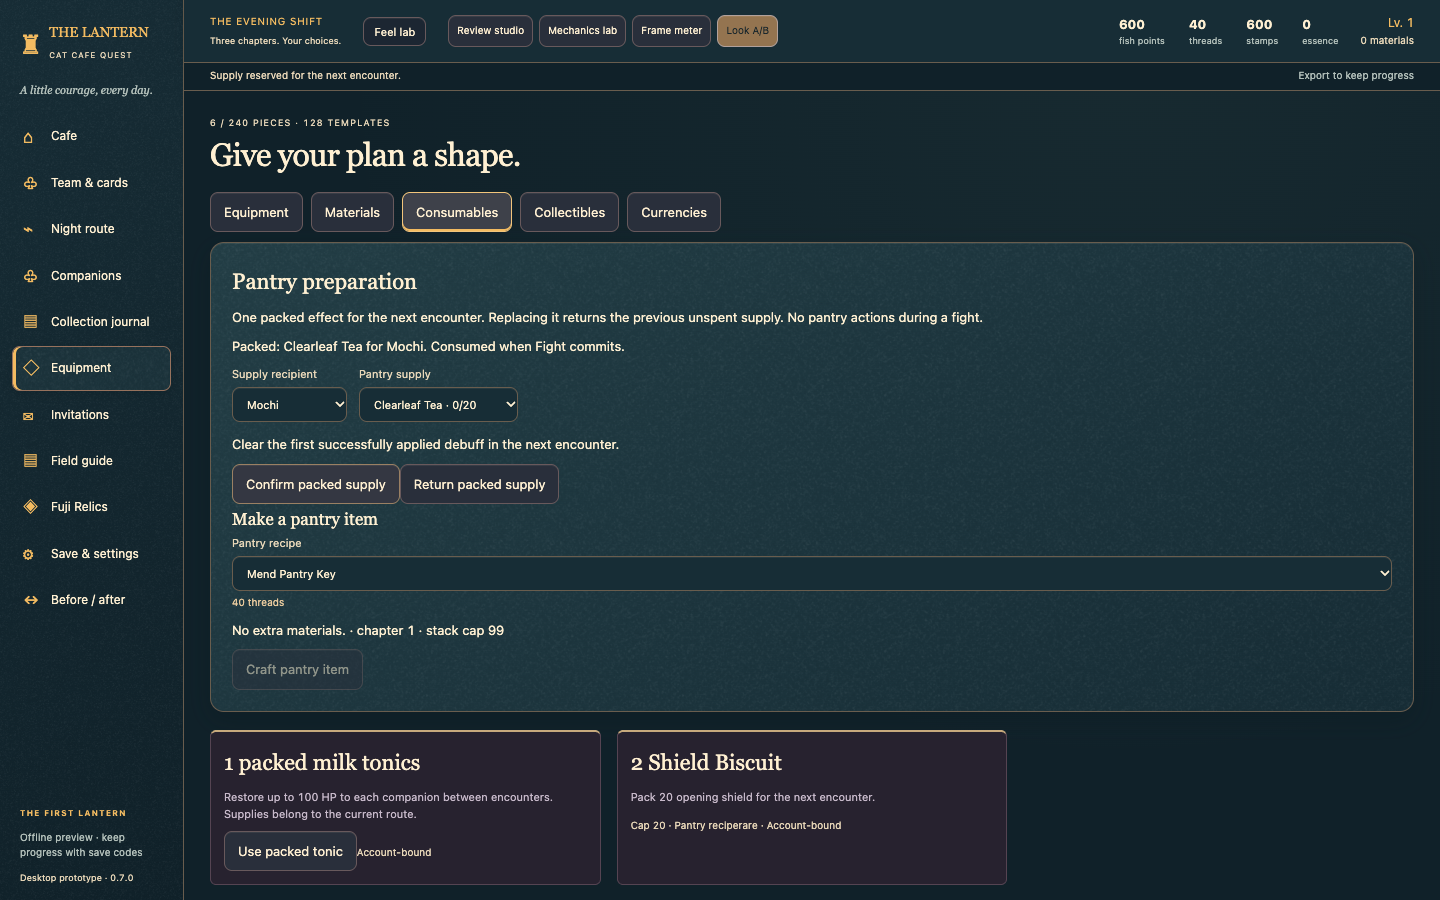 THE LANTERN
CAT CAFE QUEST
A little courage, every day.
Cafe
Team & cards
Night route
Companions
Collection journal
Equipment
Invitations
Field guide
Fuji Relics
Save & settings
Before / after
THE FIRST LANTERN
Offline preview · keep
progress with save codes
Desktop prototype · 0.7.0
THE EVENING SHIFT
Three chapters. Your choices.
Feel lab
Review studio
Mechanics lab
Frame meter
Look A/B
600
fish points
40
threads
600
stamps
0
essence
Lv. 1
0 materials
Supply reserved for the next encounter.
Export to keep progress
6 / 240 PIECES · 128 TEMPLATES
Give your plan a shape.
Equipment
Materials
Consumables
Collectibles
Currencies
Pantry preparation
One packed effect for the next encounter. Replacing it returns the previous unspent supply. No pantry actions during a fight.
Packed: Clearleaf Tea for Mochi. Consumed when Fight commits.
Supply recipient
Pantry supply
Mochi
Clearleaf Tea · 0/20
Clear the first successfully applied debuff in the next encounter.
Confirm packed supply
Return packed supply
Make a pantry item
Pantry recipe
Mend Pantry Key
40 threads
No extra materials. · chapter 1 · stack cap 99
Craft pantry item
1 packed milk tonics
Restore up to 100 HP to each companion between encounters.
Supplies belong to the current route.
Use packed tonic
Account-bound
2 Shield Biscuit
Pack 20 opening shield for the next encounter.
Cap 20 · Pantry reciperare · Account-bound